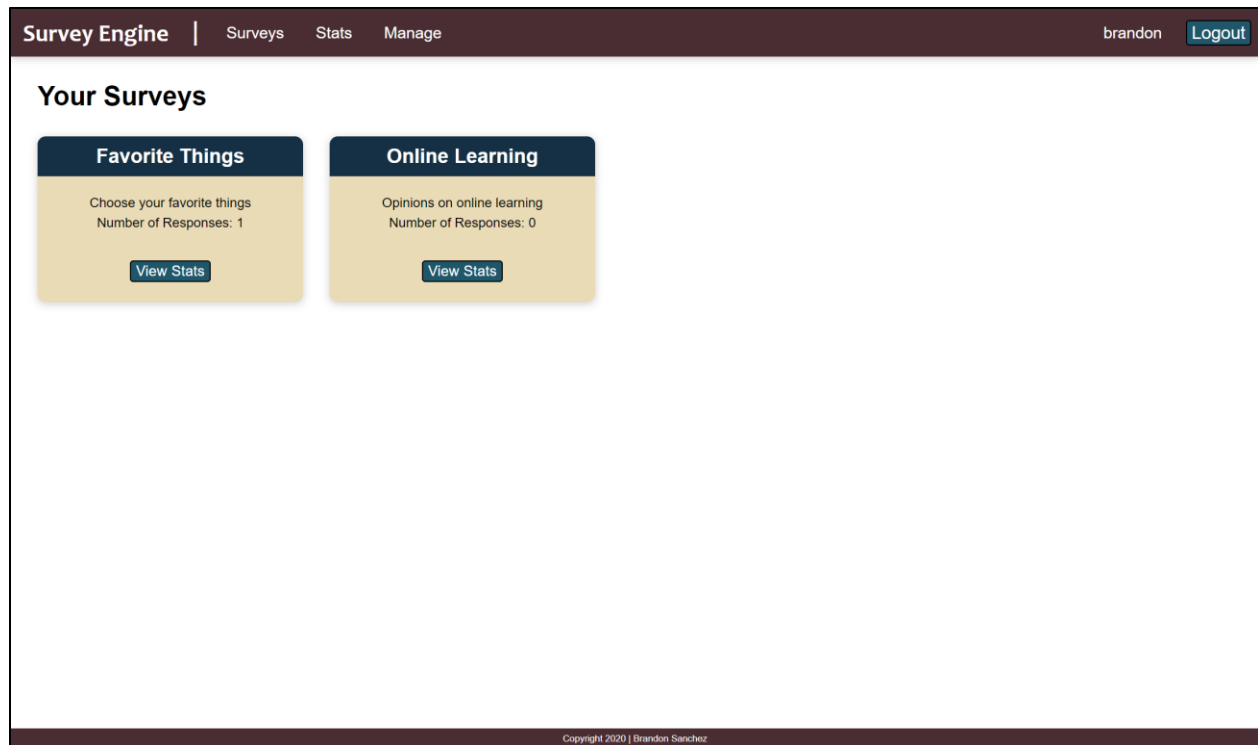 Survey Engine | Surveys Stats Manage brandon Logout
Your Surveys
Favorite Things
Choose your favorite things
Number of Responses: 1
View Stats
Online Learning
Opinions on online learning
Number of Responses: 0
View Stats
Copyright 2020 | Brandon Sanchez